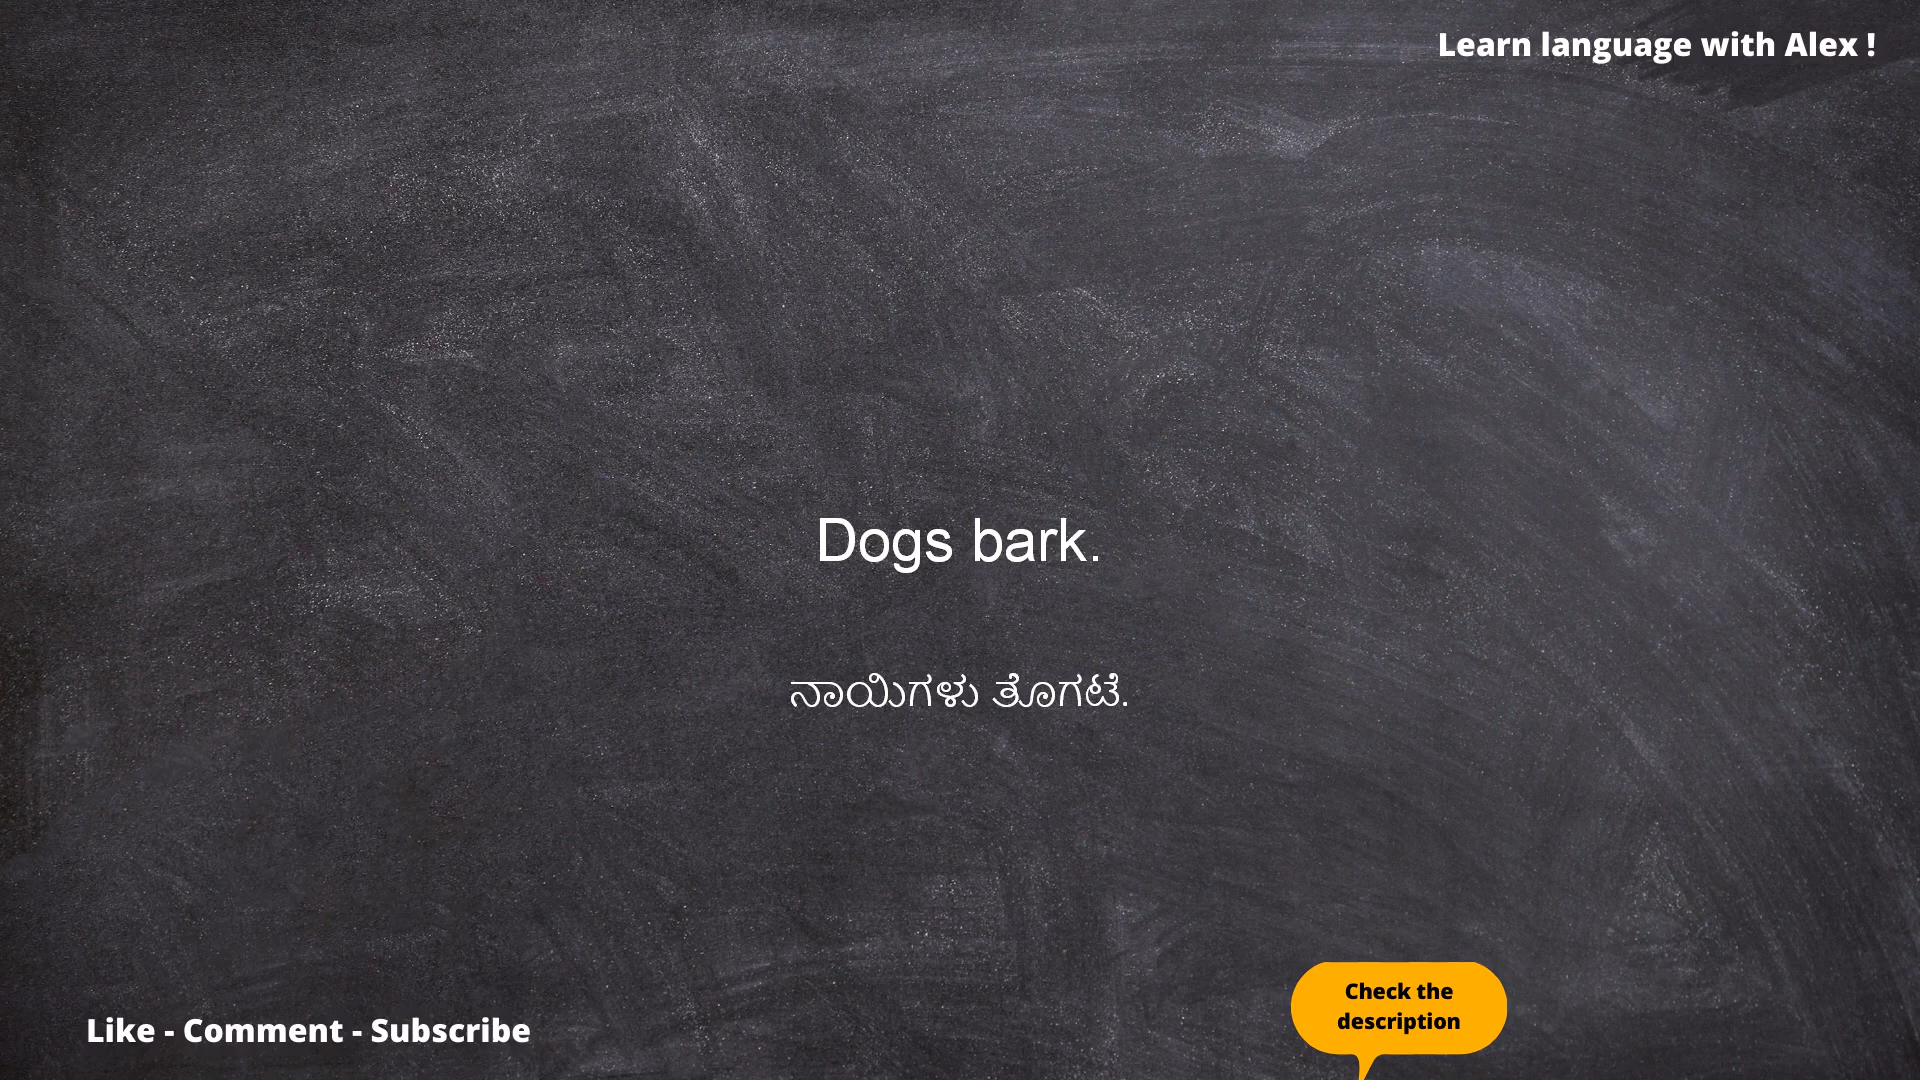 Learn language with Alex !
Dogs bark.
ನಾಯಿಗಳು ತೊಗಟೆ.
Check the
description
Like - Comment - Subscribe